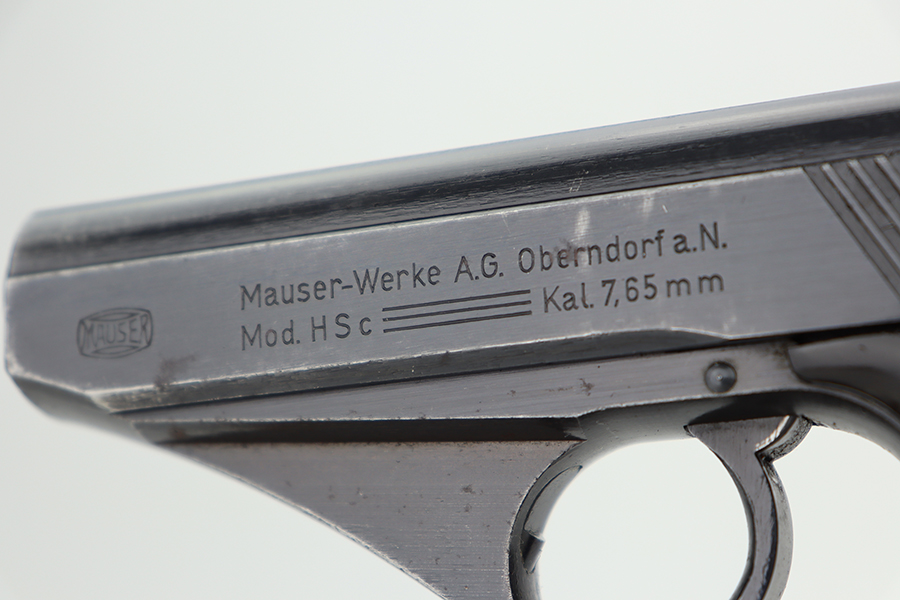 Mauser-Werke A.G. Oberndorf a.N.
Mod. HSc Kal. 7,65 mm
MAUSER